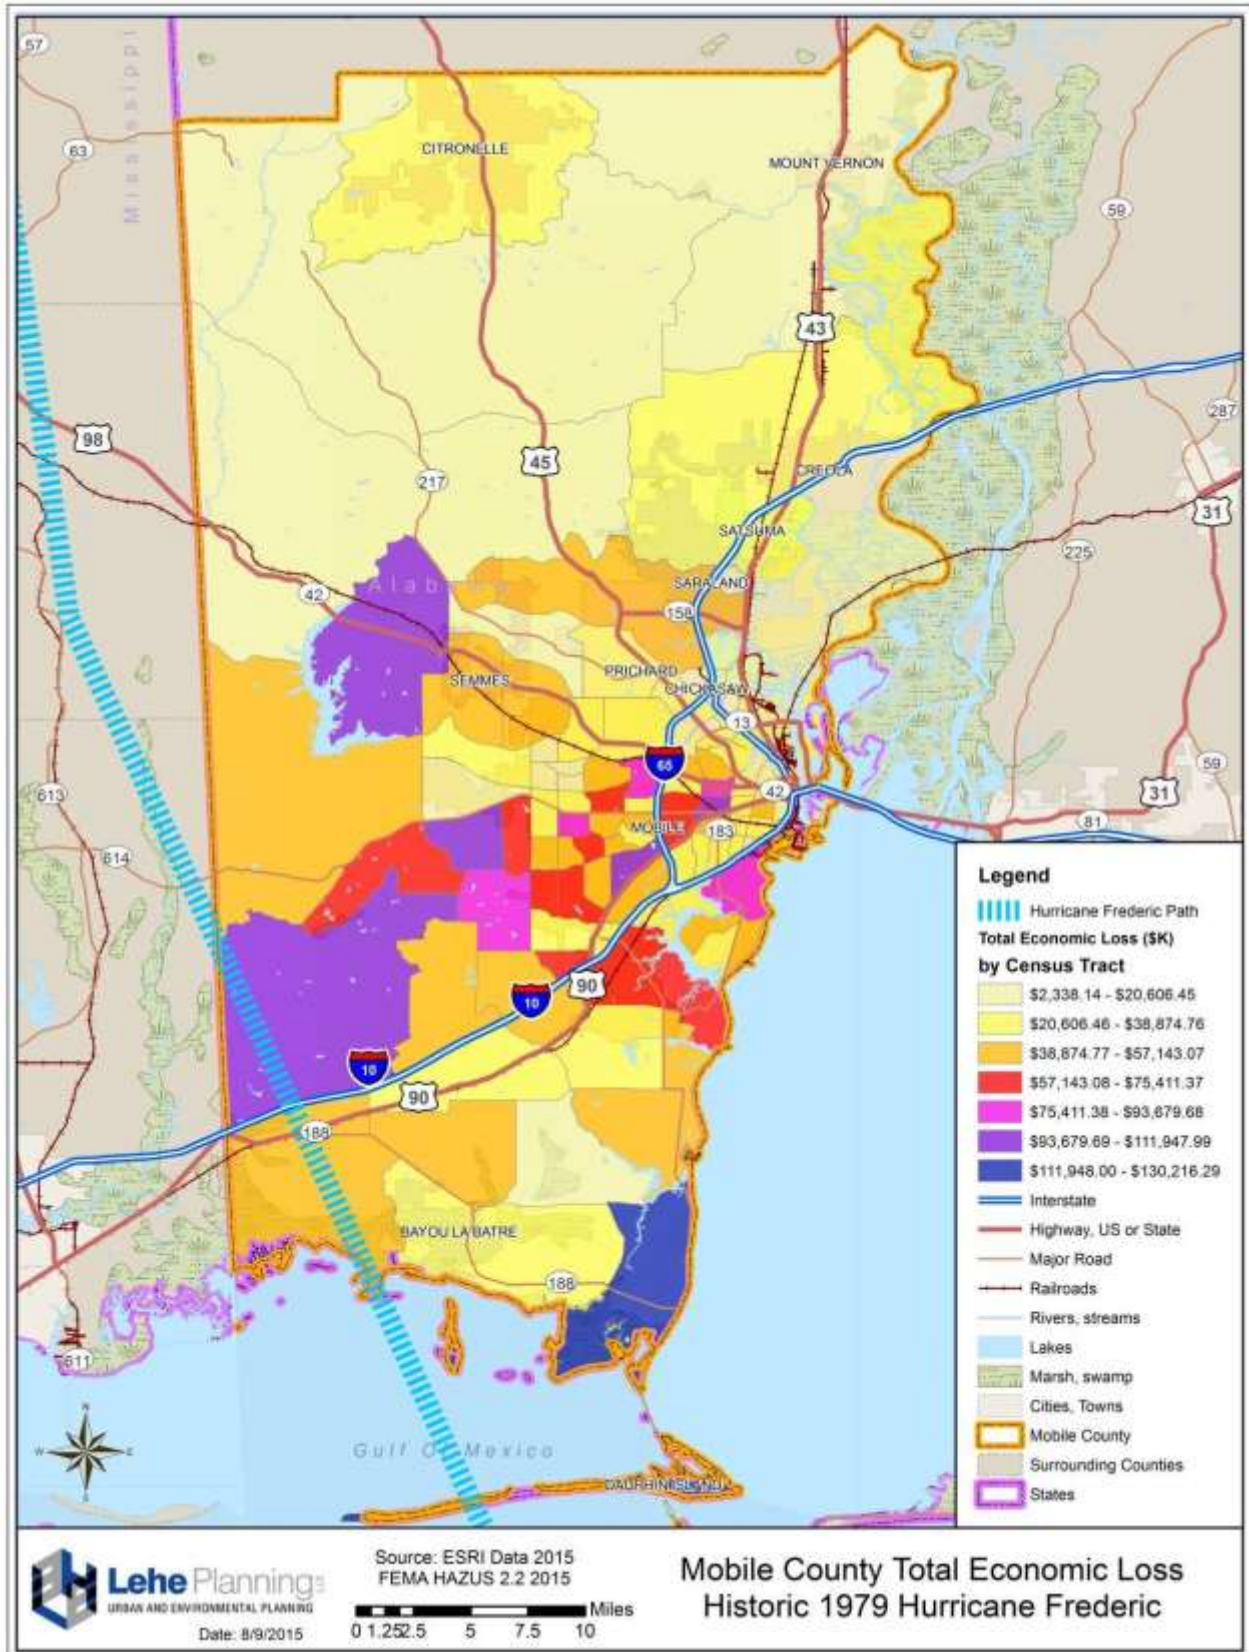 57
Mississippi
63
CITRONELLE
MOUNT VERNON
59
43
98
45
287
217
CREOLA
31
SATSUMA
225
Alabama
SARALAND
42
158
PRICHARD
SEMMES
CHICKASAW
13
65
59
613
42
31
MOBILE
183
81
614
90
10
10
90
188
BAYOU LA BATRE
188
611
N
W
E
S
Gulf Of Mexico
DAUPHIN ISLAND
Legend
Hurricane Frederic Path
Total Economic Loss ($K)
by Census Tract
$2,338.14 - $20,606.45
$20,606.46 - $38,874.76
$38,874.77 - $57,143.07
$57,143.08 - $75,411.37
$75,411.38 - $93,679.68
$93,679.69 - $111,947.99
$111,948.00 - $130,216.29
Interstate
Highway, US or State
Major Road
Railroads
Rivers, streams
Lakes
Marsh, swamp
Cities, Towns
Mobile County
Surrounding Counties
States
Lehe Planning
URBAN AND ENVIRONMENTAL PLANNING
Date: 8/9/2015
Source: ESRI Data 2015
FEMA HAZUS 2.2 2015
Miles
0 1.252.5 5 7.5 10
Mobile County Total Economic Loss
Historic 1979 Hurricane Frederic